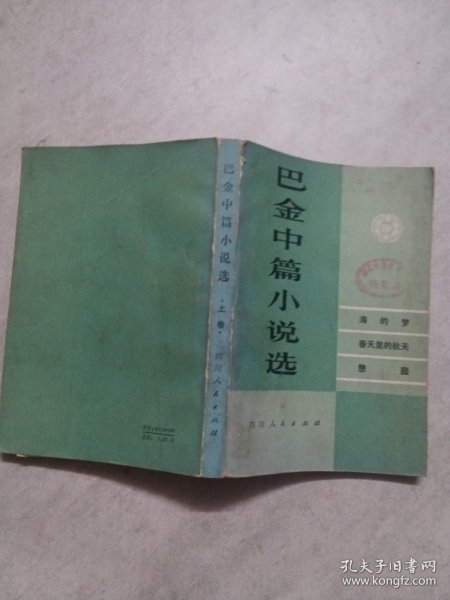 巴金中篇小说选
海的梦
春天里的秋天
憩园
四川人民出版社
巴金中篇小说选
·上卷·
四川人民出版社
孔夫子旧书网
www.kongfz.com